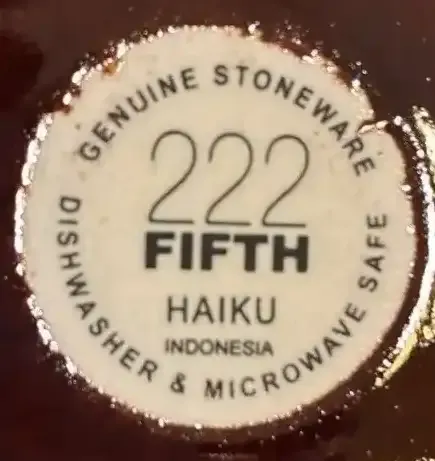 GENUINE STONEWARE
222
FIFTH
HAIKU
INDONESIA
DISHWASHER & MICROWAVE SAFE